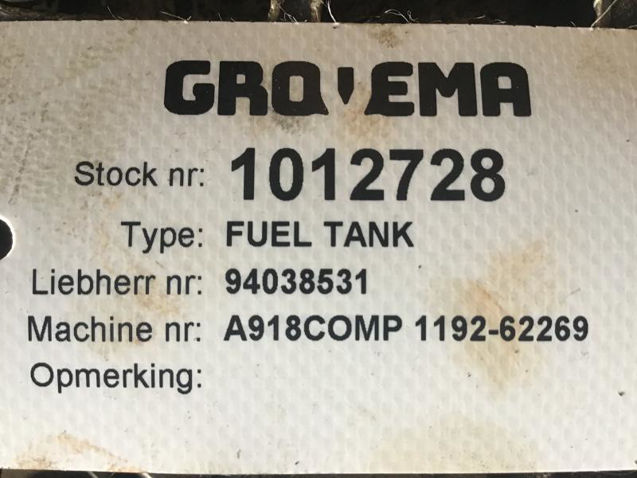 GROVEMA
Stock nr: 1012728
Type: FUEL TANK
Liebherr nr: 94038531
Machine nr: A918COMP 1192-62269
Opmerking: